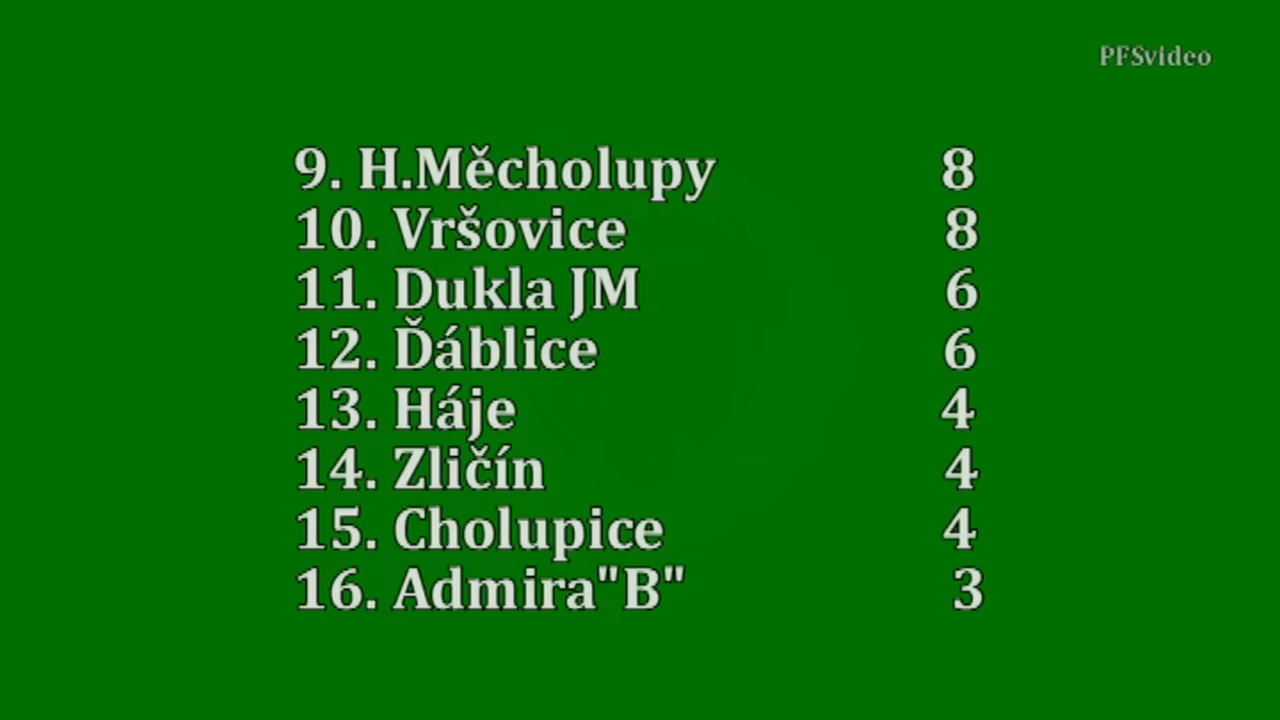 PFSvideo
9. H.Měcholupy 8
10. Vršovice 8
11. Dukla JM 6
12. Ďáblice 6
13. Háje 4
14. Zličín 4
15. Cholupice 4
16. Admira"B" 3